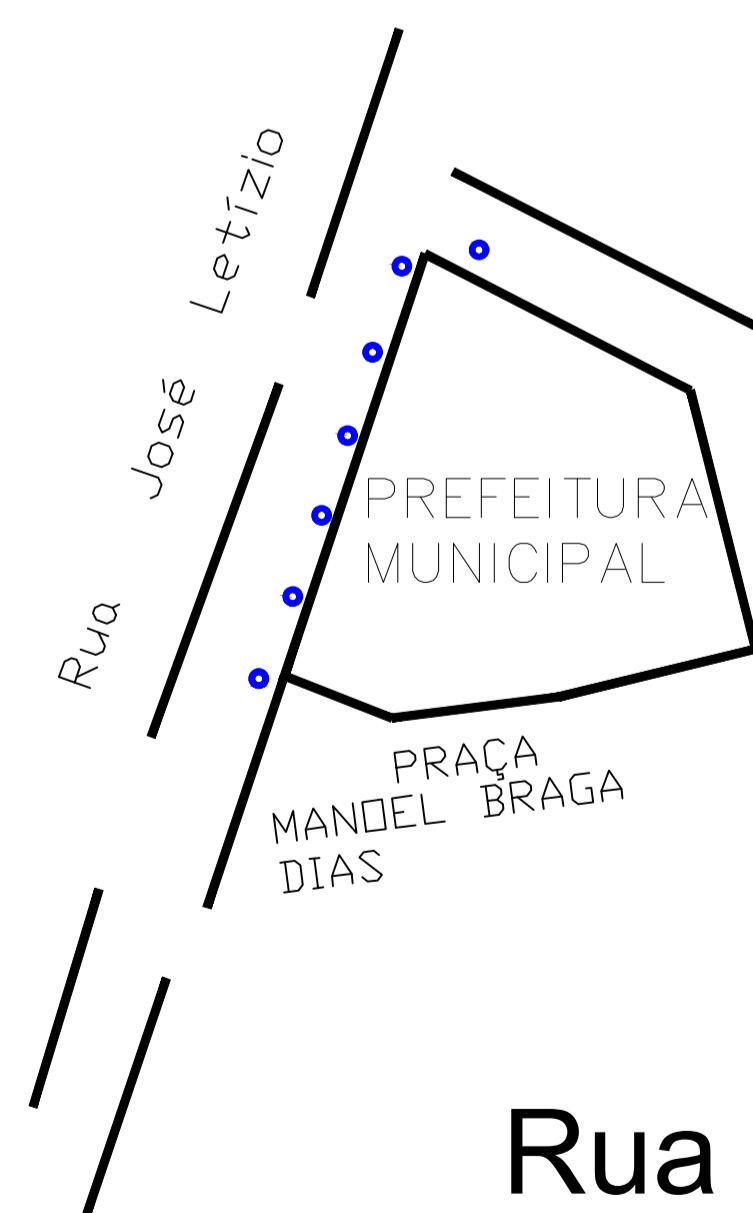 Rua José Letízio
PREFEITURA
MUNICIPAL
PRAÇA
MANOEL BRAGA
DIAS
Rua